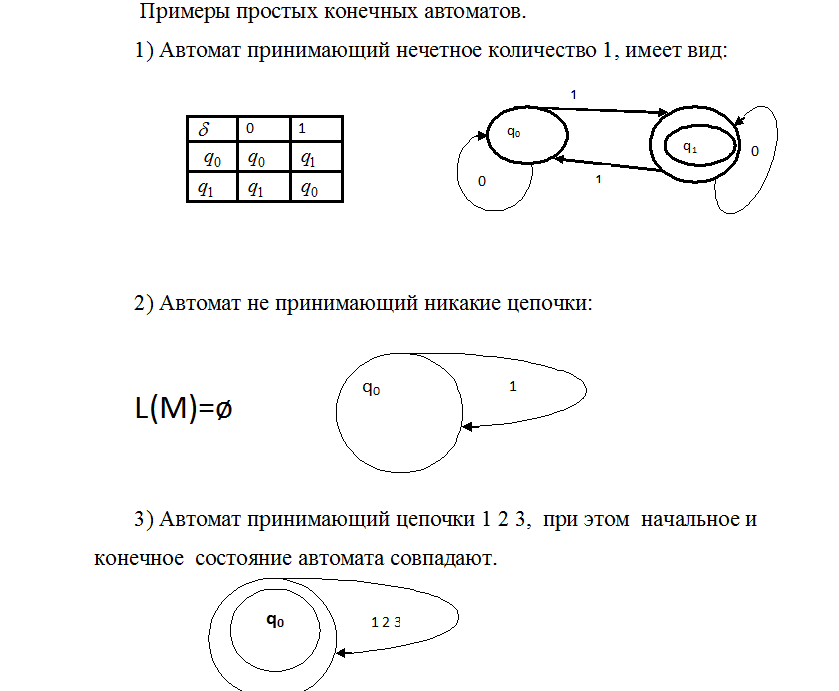 Примеры простых конечных автоматов.
1) Автомат принимающий нечетное количество 1, имеет вид:
δ 0 1
q0 q0 q1
q1 q1 q0
1
q0
q1
0
1
0
2) Автомат не принимающий никакие цепочки:
L(M)=ø
q0
1
3) Автомат принимающий цепочки 1 2 3, при этом начальное и
конечное состояние автомата совпадают.
q0
1 2 3